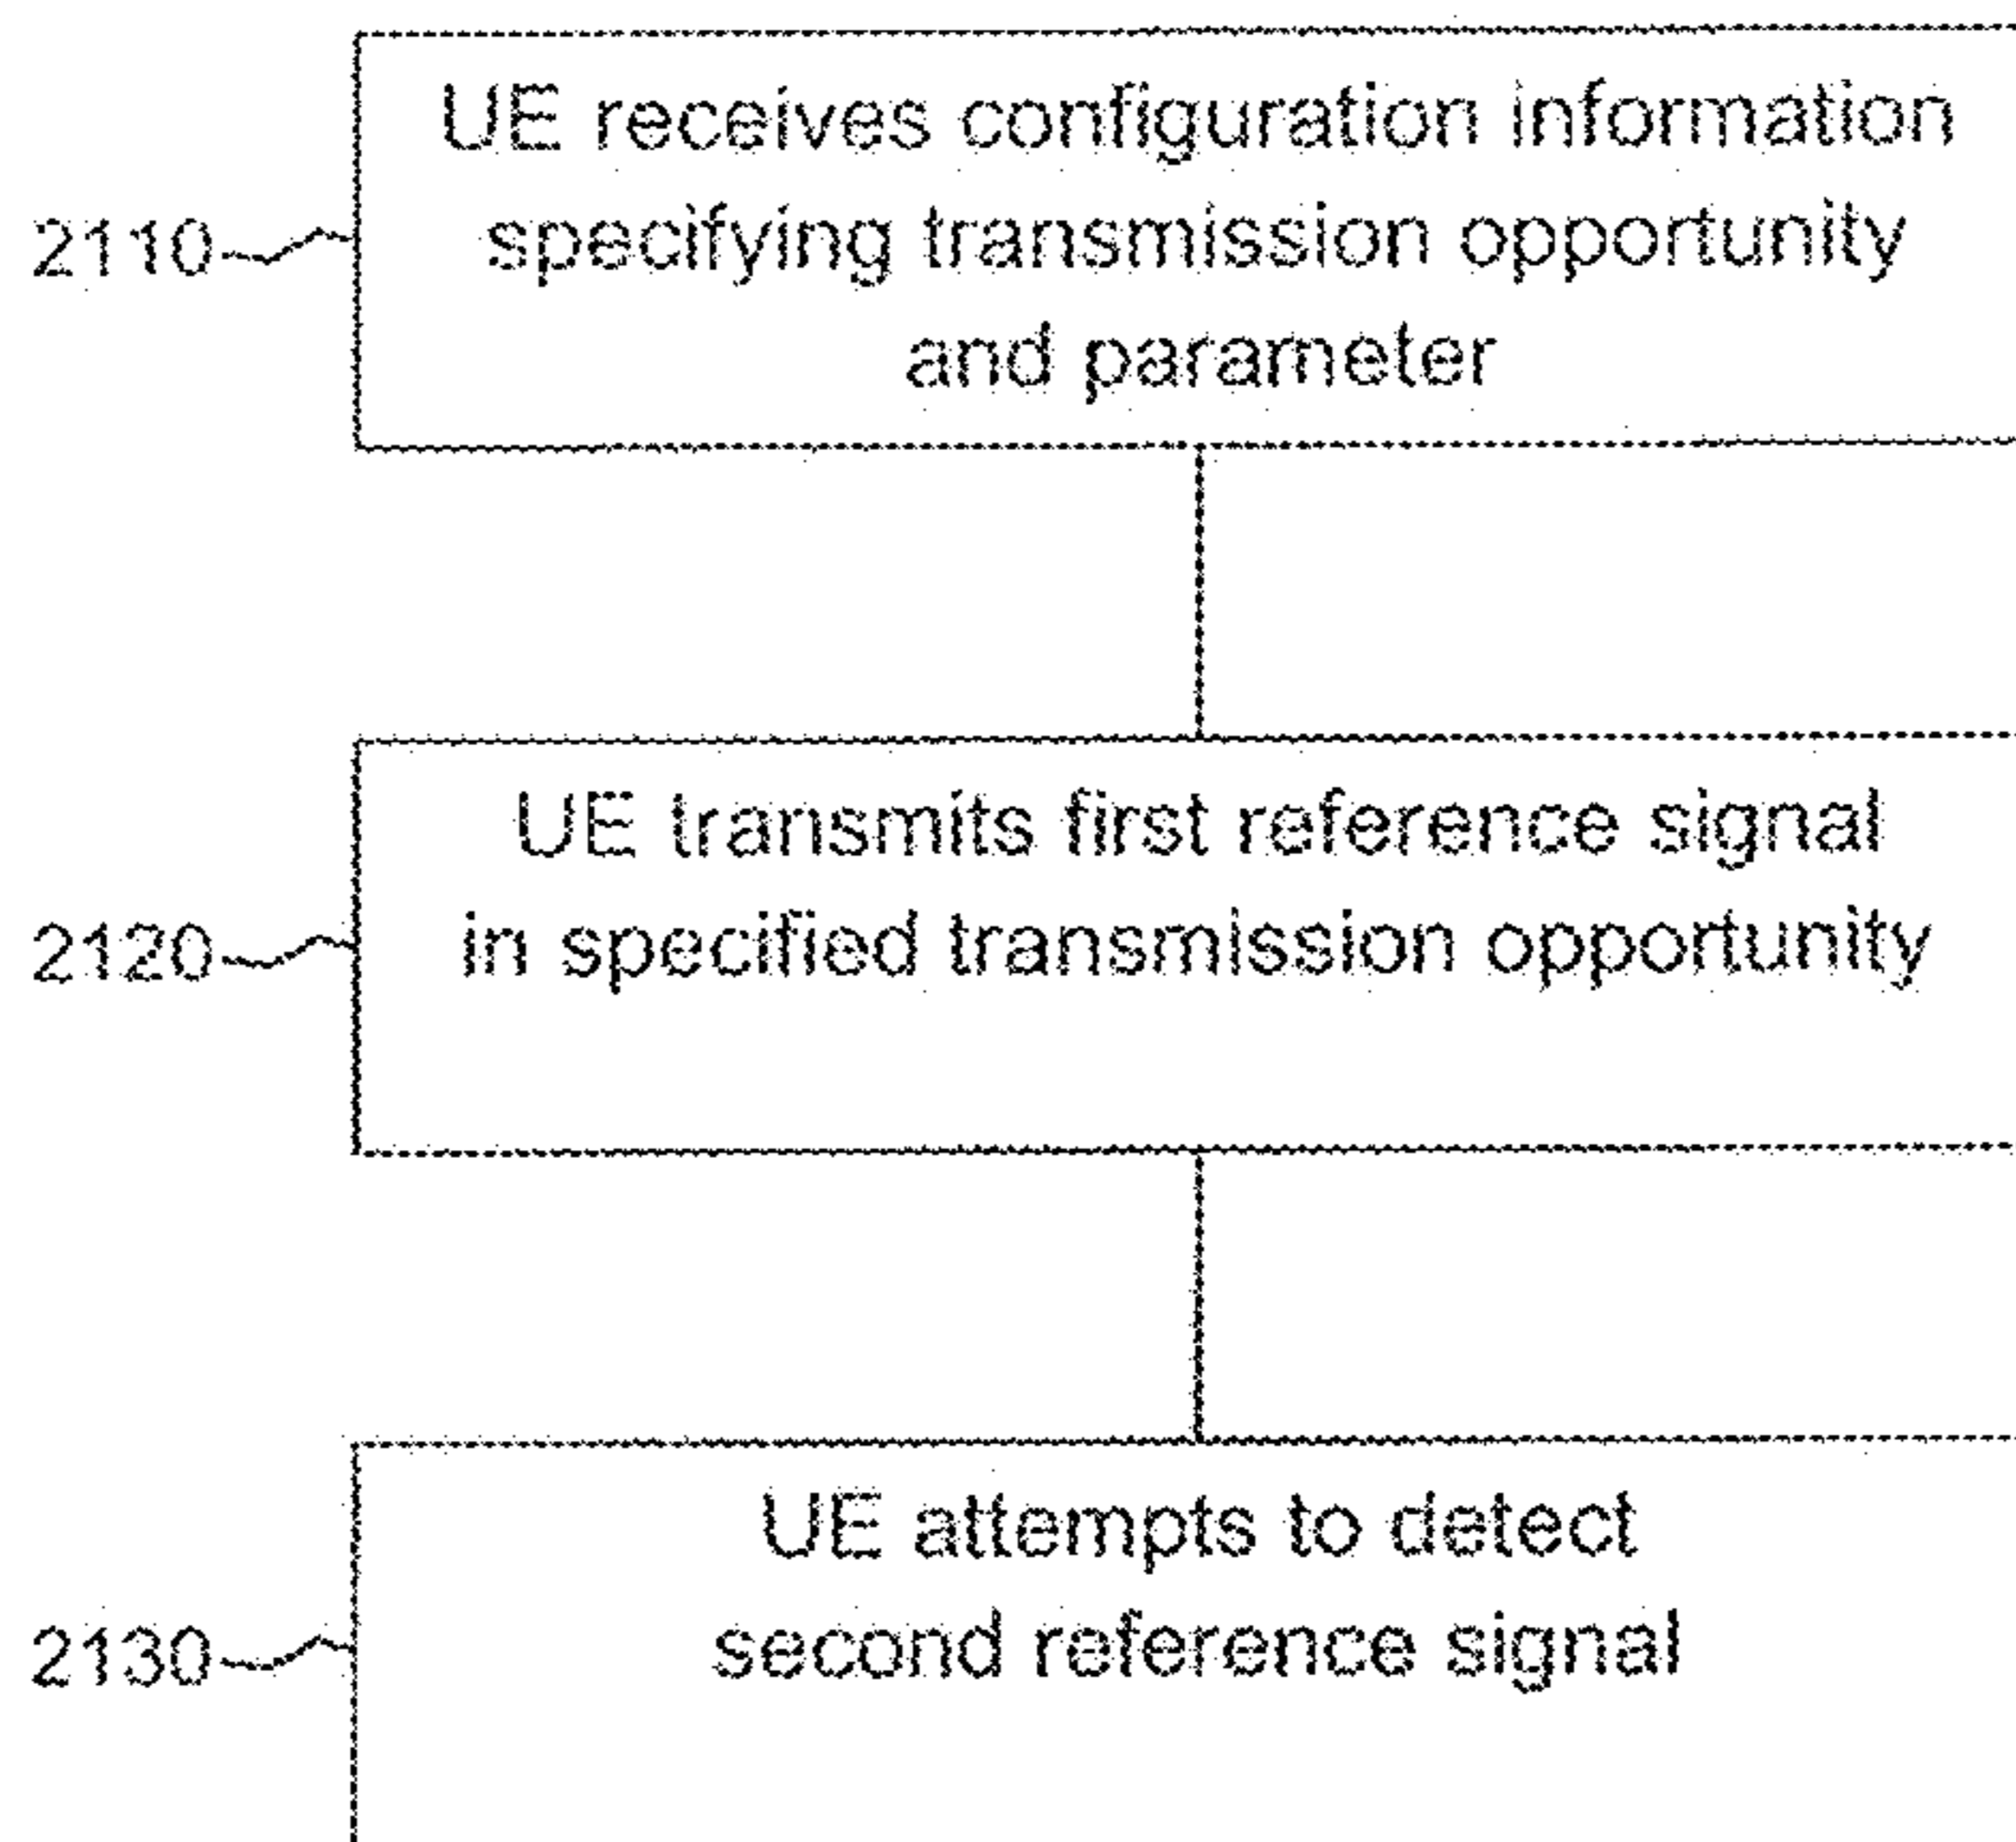 UE receives configuration information
2110 specifying transmission opportunity
and parameter
UE transmits first reference signal
2120 in specified transmission opportunity
UE attempts to detect
2130 second reference signal